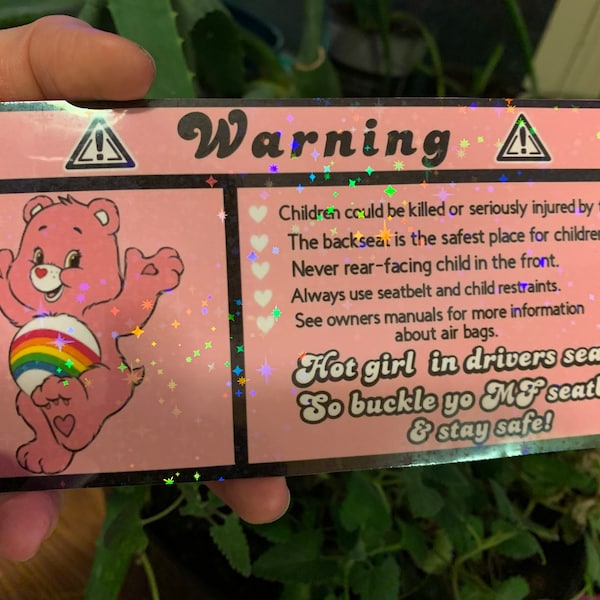 Warning
Children could be killed or seriously injured by
The backseat is the safest place for children
Never rear-facing child in the front.
Always use seatbelt and child restraints.
See owners manuals for more information
about air bags.
Hot girl in drivers sea
So buckle yo MF seatb
& stay safe!